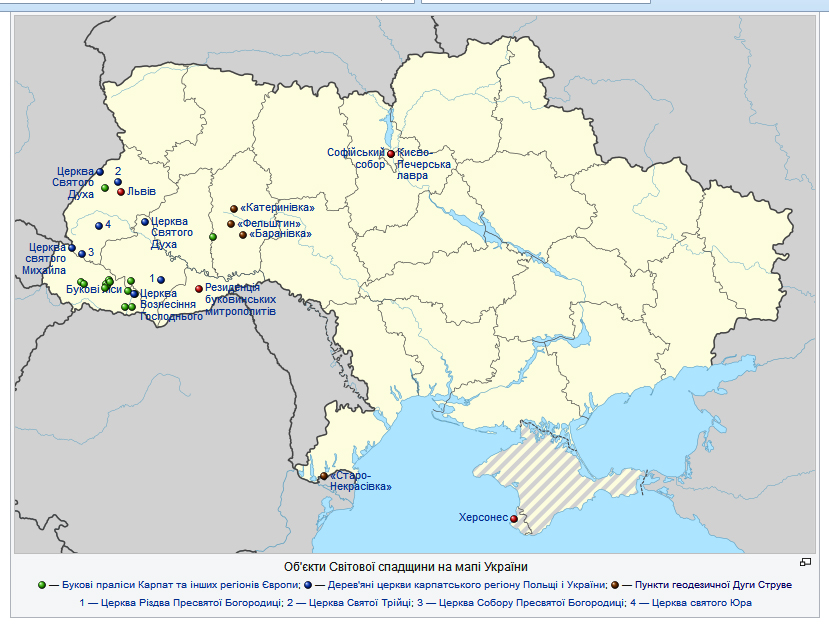 Софійський
собор
Києво-
Печерська
лавра
Церква
Святого
Духа
2
Львів
4
Церква
Святого
Духа
«Катеринівка»
«Фельштин»
«Баранівка»
Церква
святого
Михайла
3
Букові ліси
1
Церква
Вознесіння
Господнього
Резиденція
буковинських
митрополитів
«Старо-
Некрасівка»
Херсонес
Об'єкти Світової спадщини на мапі України
— Букові праліси Карпат та інших регіонів Європи; — Дерев'яні церкви карпатського регіону Польщі і України; — Пункти геодезичної Дуги Струве
1 — Церква Різдва Пресвятої Богородиці; 2 — Церква Святої Трійці; 3 — Церква Собору Пресвятої Богородиці; 4 — Церква святого Юра